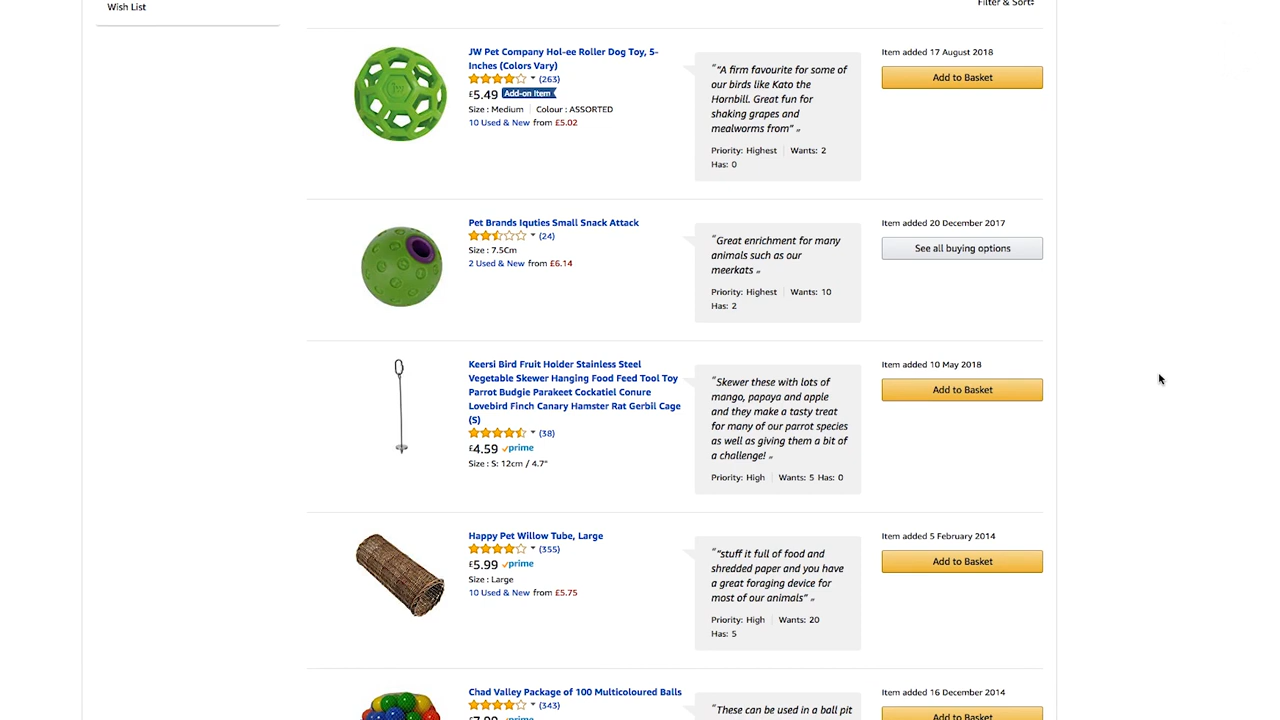 Wish List
Filter & Sort
JW Pet Company Hol-ee Roller Dog Toy, 5-
Inches (Colors Vary)
(263)
£5.49 Add-on Item
Size : Medium | Colour : ASSORTED
10 Used & New from £5.02
"“A firm favourite for some of
our birds like Kato the
Hornbill. Great fun for
shaking grapes and
mealworms from” „
Priority: Highest | Wants: 2
Has: 0
Item added 17 August 2018
Add to Basket
Pet Brands Iquties Small Snack Attack
(24)
Size : 7.5Cm
2 Used & New from £6.14
"Great enrichment for many
animals such as our
meerkats „
Priority: Highest | Wants: 10
Has: 2
Item added 20 December 2017
See all buying options
Keersi Bird Fruit Holder Stainless Steel
Vegetable Skewer Hanging Food Feed Tool Toy
Parrot Budgie Parakeet Cockatiel Conure
Lovebird Finch Canary Hamster Rat Gerbil Cage
(S)
(38)
£4.59 prime
Size : S: 12cm / 4.7"
"Skewer these with lots of
mango, papaya and apple
and they make a tasty treat
for many of our parrot species
as well as giving them a bit of
a challenge! „
Priority: High | Wants: 5 Has: 0
Item added 10 May 2018
Add to Basket
Happy Pet Willow Tube, Large
(355)
£5.99 prime
Size : Large
10 Used & New from £5.75
"“stuff it full of food and
shredded paper and you have
a great foraging device for
most of our animals” „
Priority: High | Wants: 20
Has: 5
Item added 5 February 2014
Add to Basket
Chad Valley Package of 100 Multicoloured Balls
(343)
£7.99 prime
"These can be used in a ball pit
Item added 16 December 2014
Add to Basket